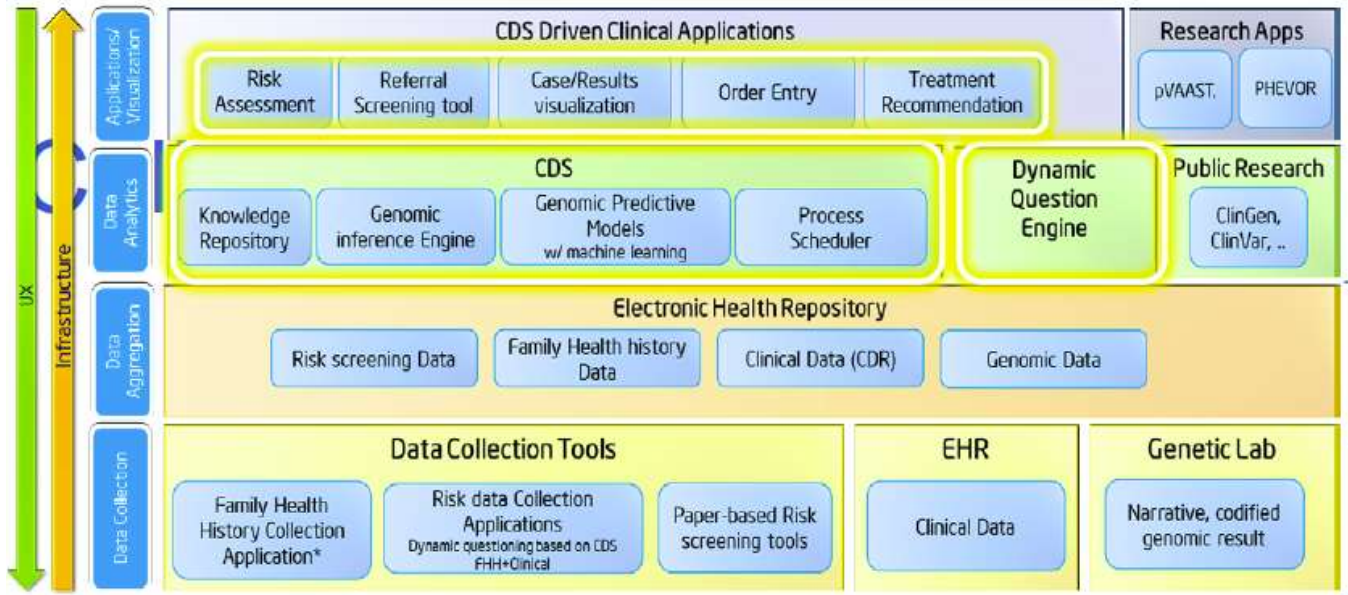 UX
Infrastructure
Applications/
Visualization
CDS Driven Clinical Applications
Risk
Assessment
Referral
Screening tool
Case/Results
visualization
Order Entry
Treatment
Recommendation
Research Apps
pVAAST,
PHEVOR
Data
Analytics
CDS
Knowledge
Repository
Genomic
inference Engine
Genomic Predictive
Models
w/ machine learning
Process
Scheduler
Dynamic
Question
Engine
Public Research
ClinGen,
ClinVar, ..
Data
Aggregation
Electronic Health Repository
Risk screening Data
Family Health history
Data
Clinical Data (CDR)
Genomic Data
Data Collection
Data Collection Tools
Family Health
History Collection
Application*
Risk data Collection
Applications
Dynamic questioning based on CDS
FHH+Clinical
Paper-based Risk
screening tools
EHR
Clinical Data
Genetic Lab
Narrative, codified
genomic result